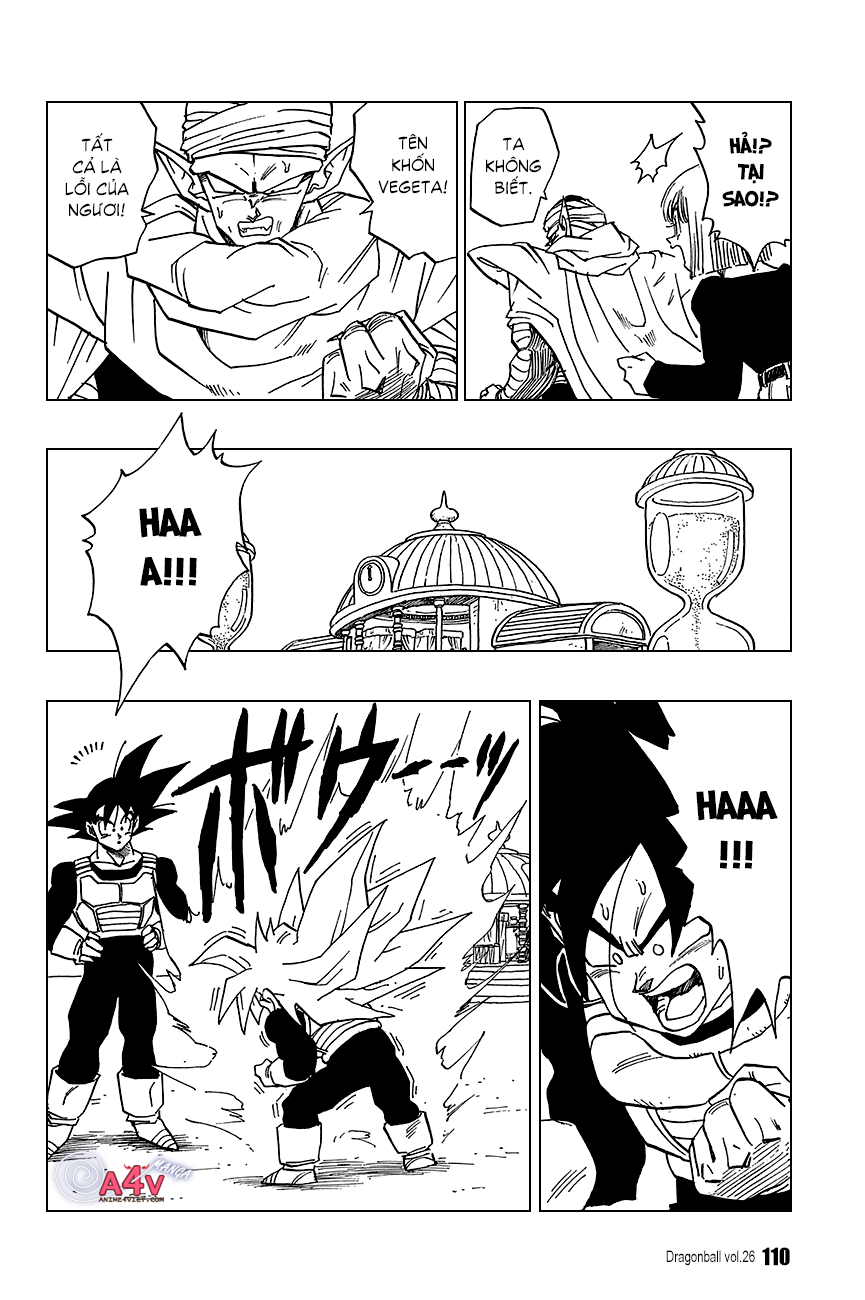 HẢ!?
TẠI
SAO!?
TA
KHÔNG
BIẾT.
TÊN
KHỐN
VEGETA!
TẤT
CẢ LÀ
LỖI CỦA
NGƯƠI!
HAA
A!!!
HAAA
!!!
ボウーーッ
A4V
MANGA
ANIME4VIET.COM
Dragonball vol.26 110